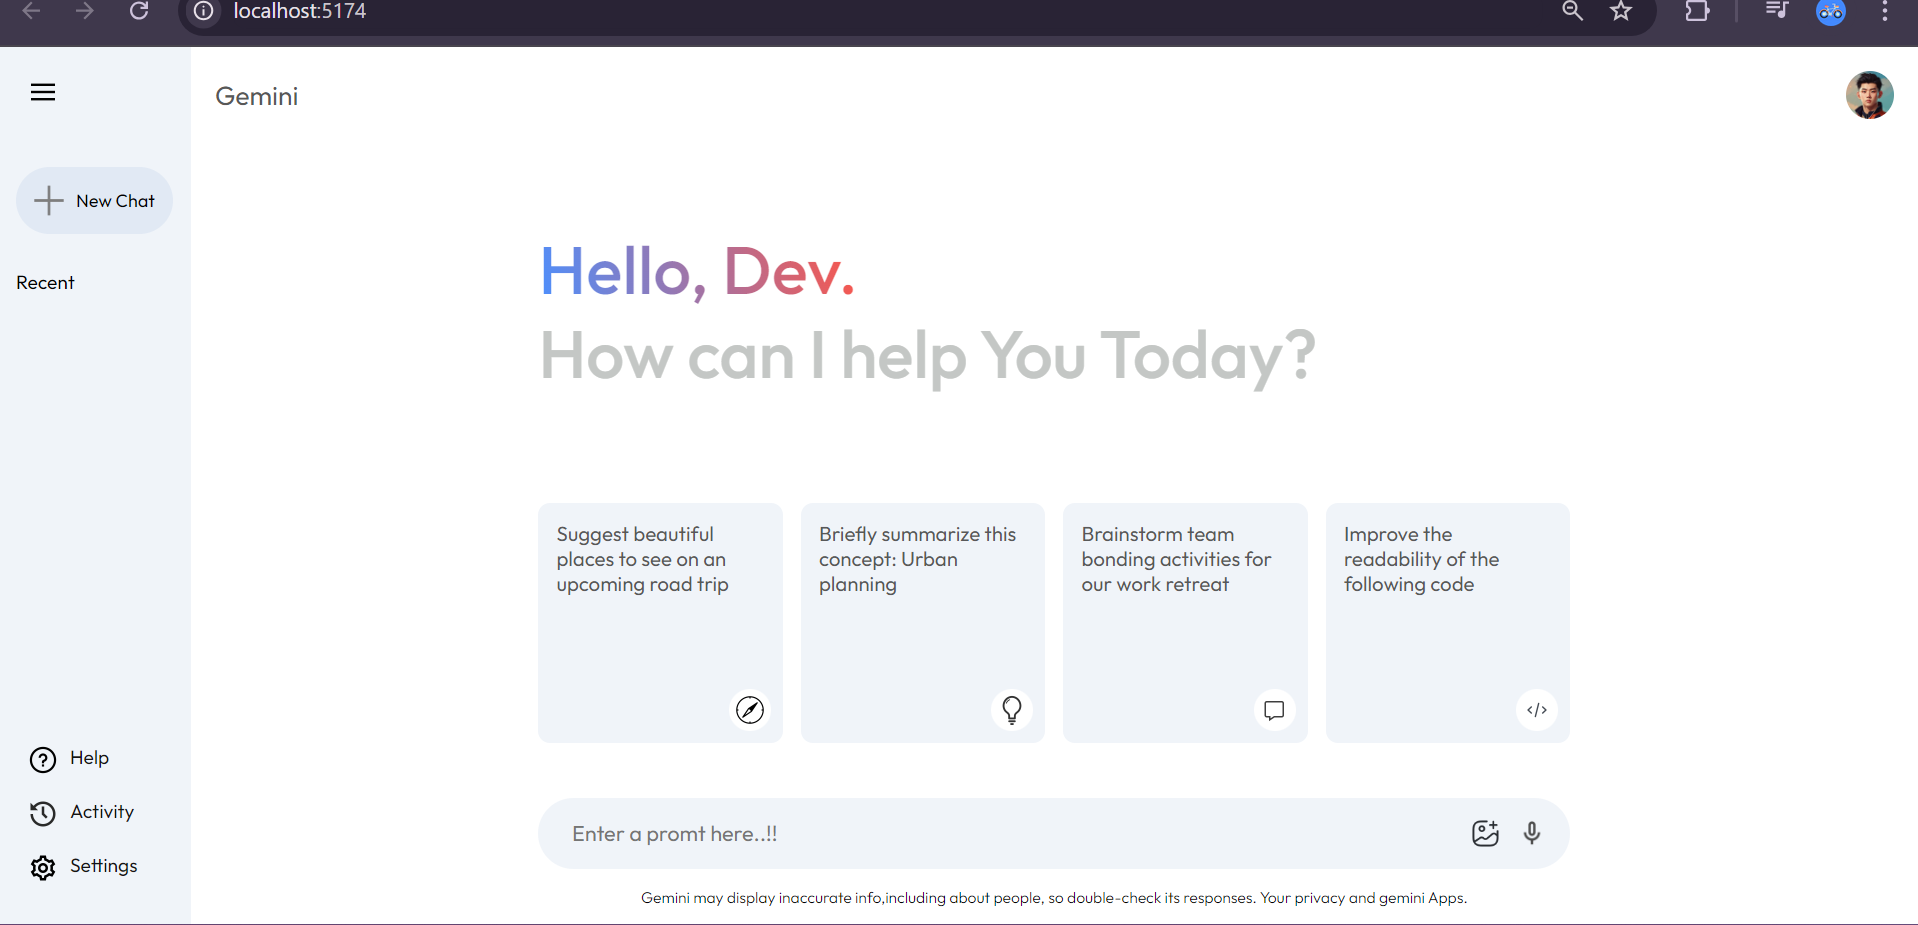 localhost:5174
Gemini
New Chat
Recent
Hello, Dev.
How can I help You Today?
Suggest beautiful
places to see on an
upcoming road trip
Briefly summarize this
concept: Urban
planning
Brainstorm team
bonding activities for
our work retreat
Improve the
readability of the
following code
</>
Help
Activity
Settings
Enter a promt here..!!
Gemini may display inaccurate info,including about people, so double-check its responses. Your privacy and gemini Apps.